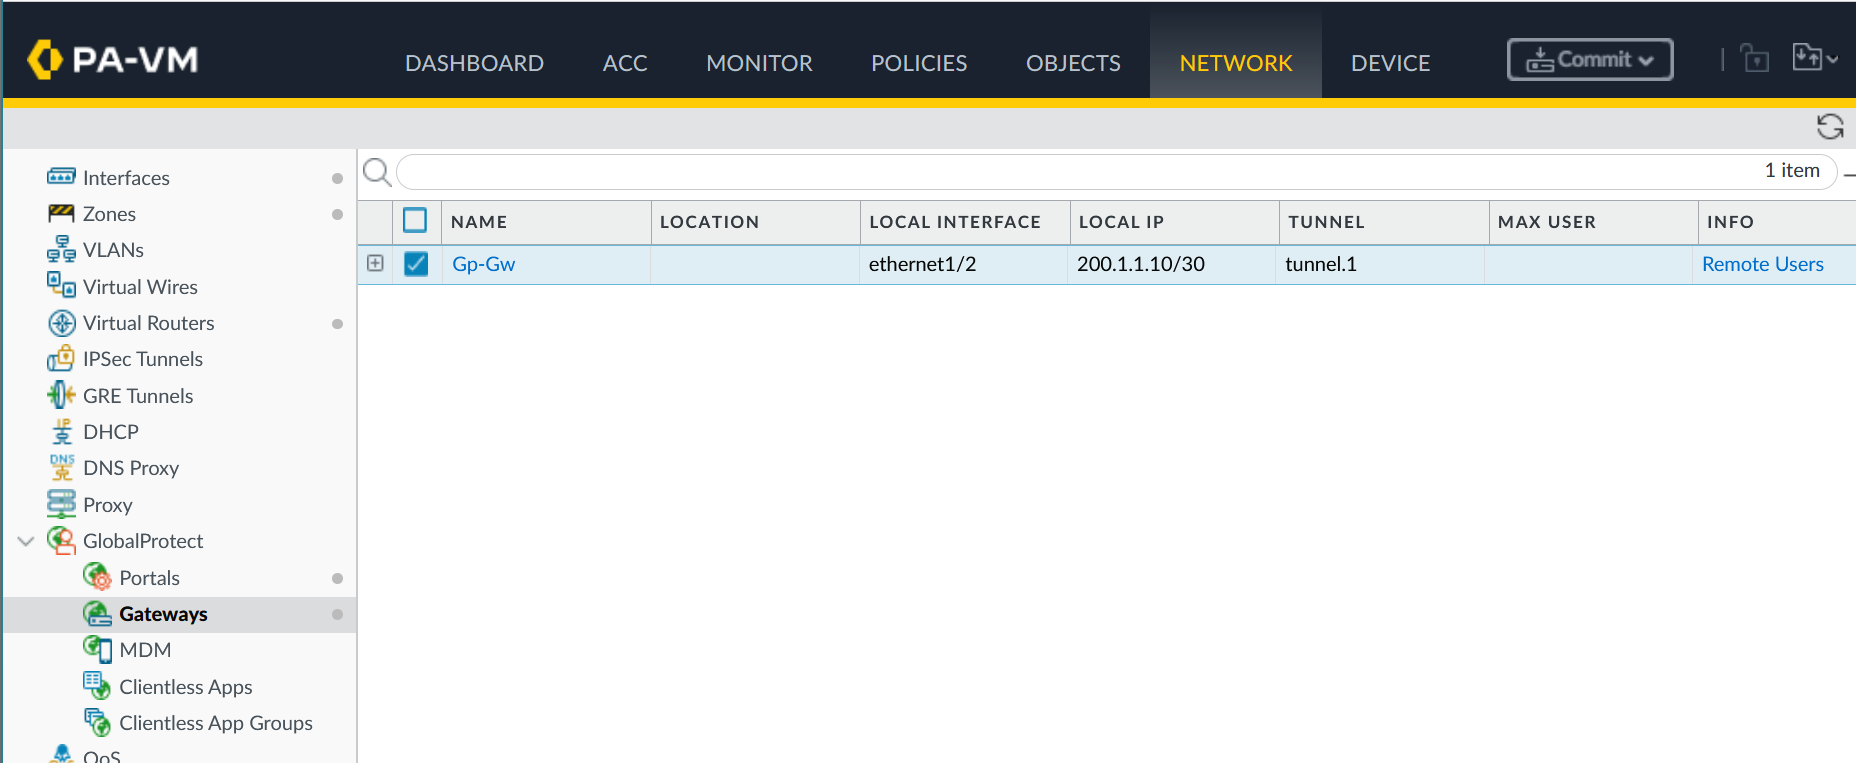 PA-VM DASHBOARD ACC MONITOR POLICIES OBJECTS NETWORK DEVICE Commit
1 item
Interfaces
Zones
VLANs
Virtual Wires
Virtual Routers
IPSec Tunnels
GRE Tunnels
IP
DHCP
DNS
DNS Proxy
Proxy
GlobalProtect
Portals
Gateways
MDM
Clientless Apps
Clientless App Groups
QoS
NAME LOCATION LOCAL INTERFACE LOCAL IP TUNNEL MAX USER INFO
Gp-Gw ethernet1/2 200.1.1.10/30 tunnel.1 Remote Users